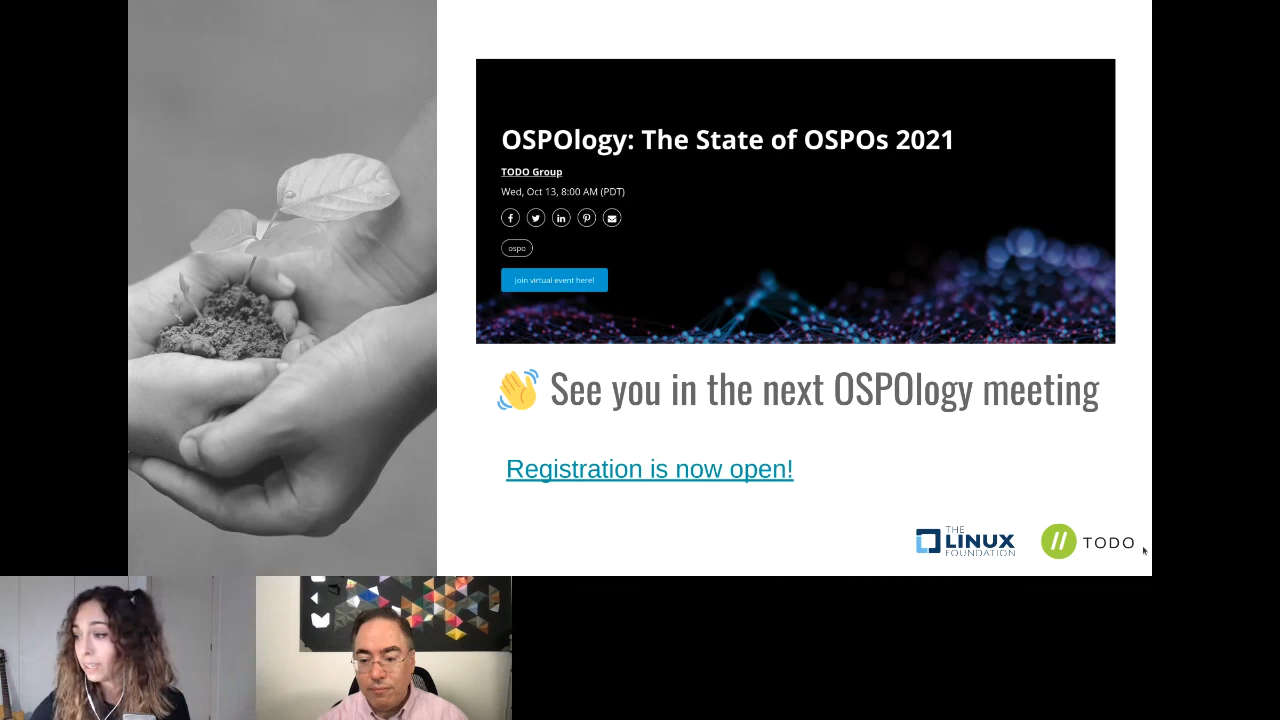 OSPOlogy: The State of OSPOs 2021
TODO Group
Wed, Oct 13, 8:00 AM (PDT)
ospo
Join virtual event here!
👋 See you in the next OSPOlogy meeting
Registration is now open!
THE
LINUX
FOUNDATION
TODO